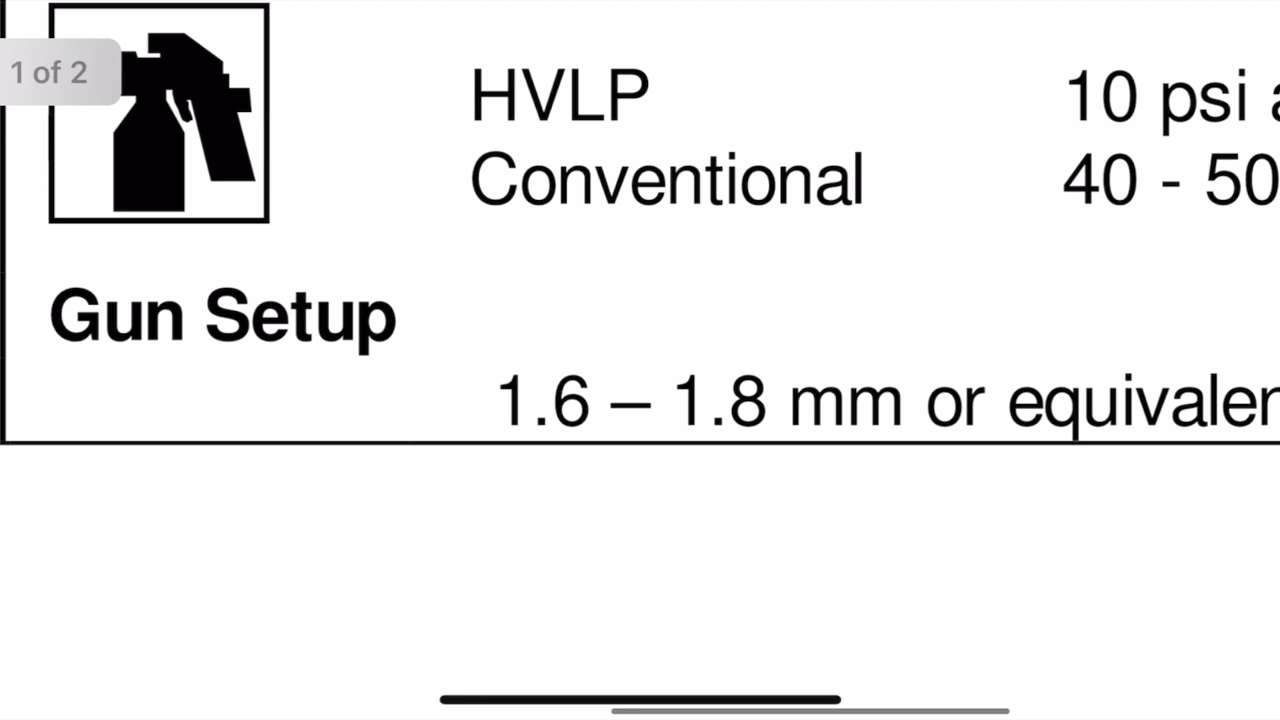 1 of 2
HVLP 10 psi
Conventional 40 - 50
Gun Setup
1.6 – 1.8 mm or